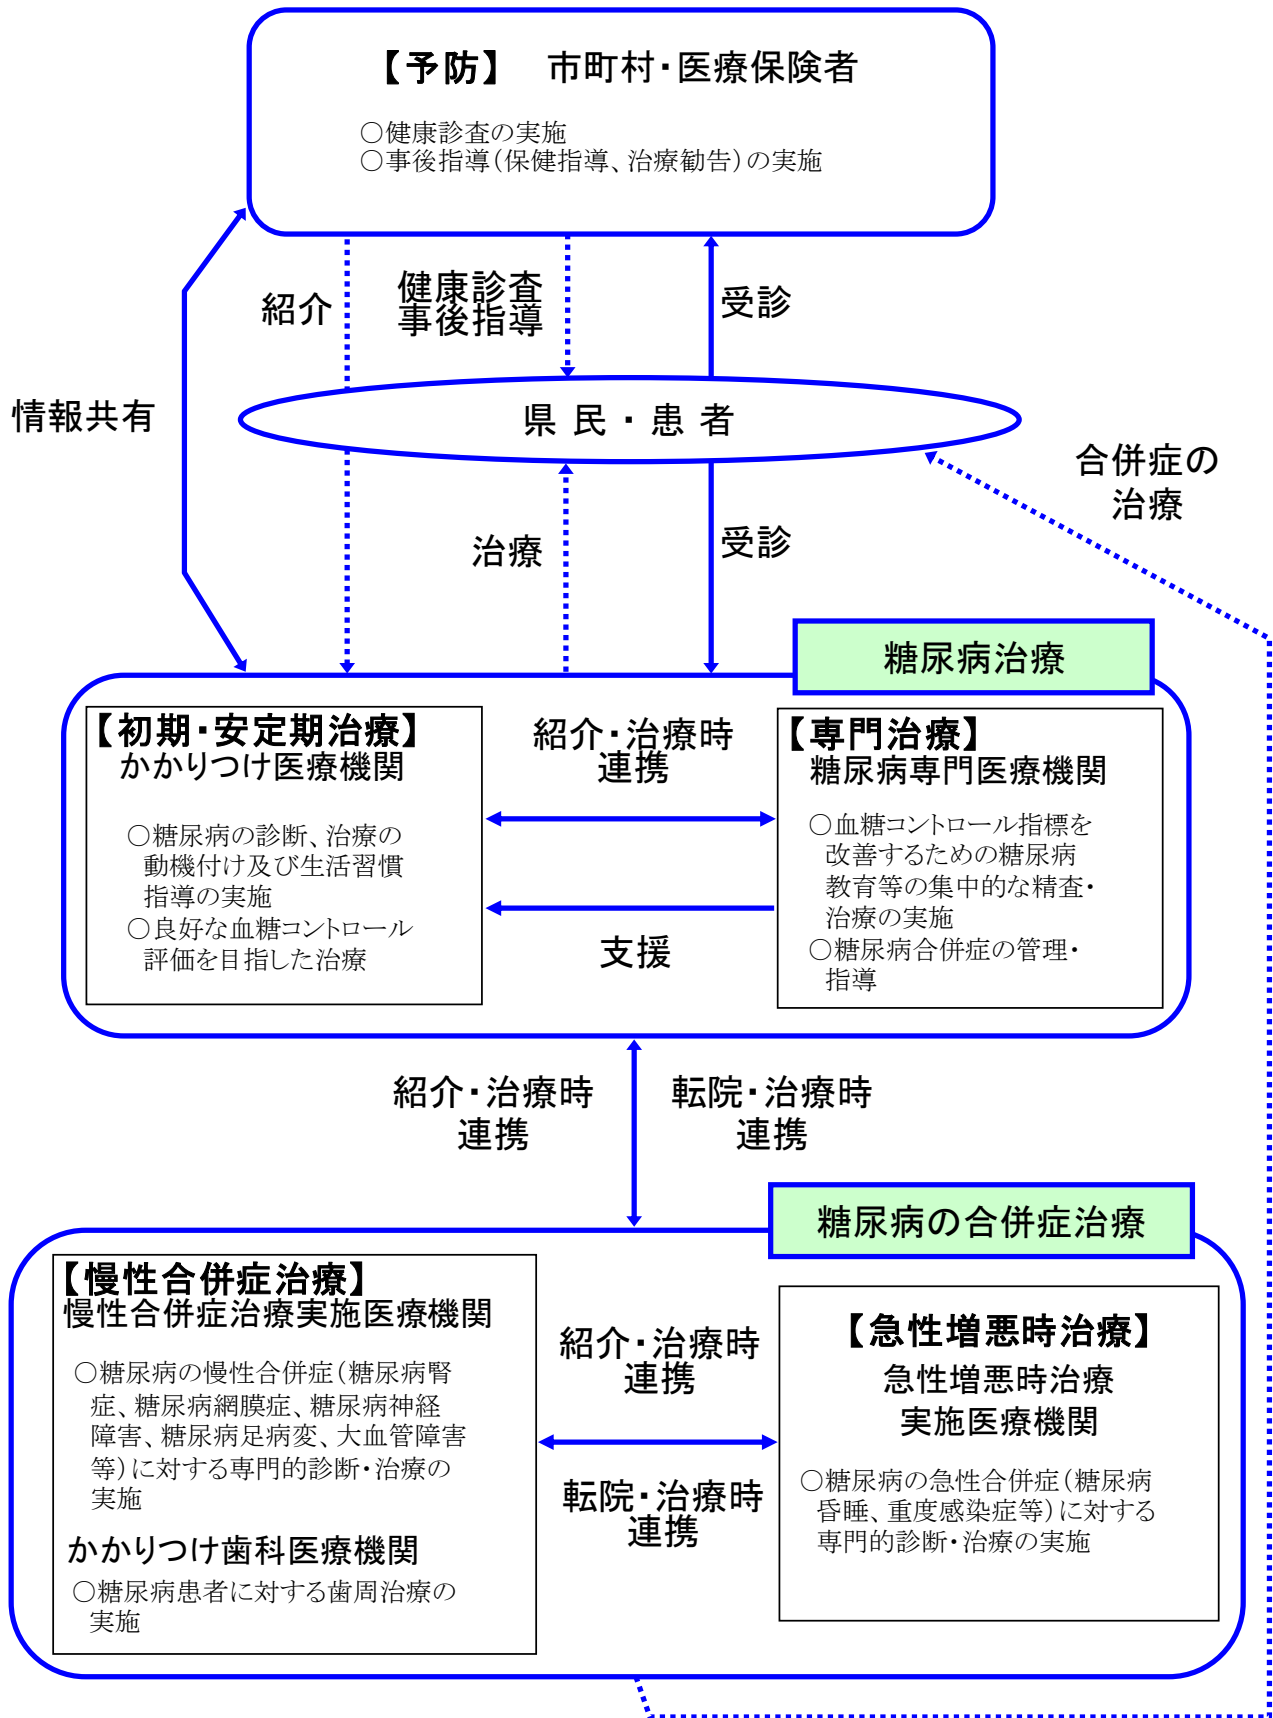 【予防】 市町村・医療保険者
○健康診査の実施
○事後指導(保健指導、治療勧告)の実施
紹介
健康診査
事後指導
受診
情報共有
県民・患者
合併症の
治療
治療
受診
糖尿病治療
【初期・安定期治療】
かかりつけ医療機関
○糖尿病の診断、治療の
動機付け及び生活習慣
指導の実施
○良好な血糖コントロール
評価を目指した治療
紹介・治療時
連携
支援
【専門治療】
糖尿病専門医療機関
○血糖コントロール指標を
改善するための糖尿病
教育等の集中的な精査・
治療の実施
○糖尿病合併症の管理・
指導
紹介・治療時
連携
転院・治療時
連携
糖尿病の合併症治療
【慢性合併症治療】
慢性合併症治療実施医療機関
○糖尿病の慢性合併症(糖尿病腎
症、糖尿病網膜症、糖尿病神経
障害、糖尿病足病変、大血管障害
等)に対する専門的診断・治療の
実施
かかりつけ歯科医療機関
○糖尿病患者に対する歯周治療の
実施
紹介・治療時
連携
転院・治療時
連携
【急性増悪時治療】
急性増悪時治療
実施医療機関
○糖尿病の急性合併症(糖尿病
昏睡、重度感染症等)に対する
専門的診断・治療の実施